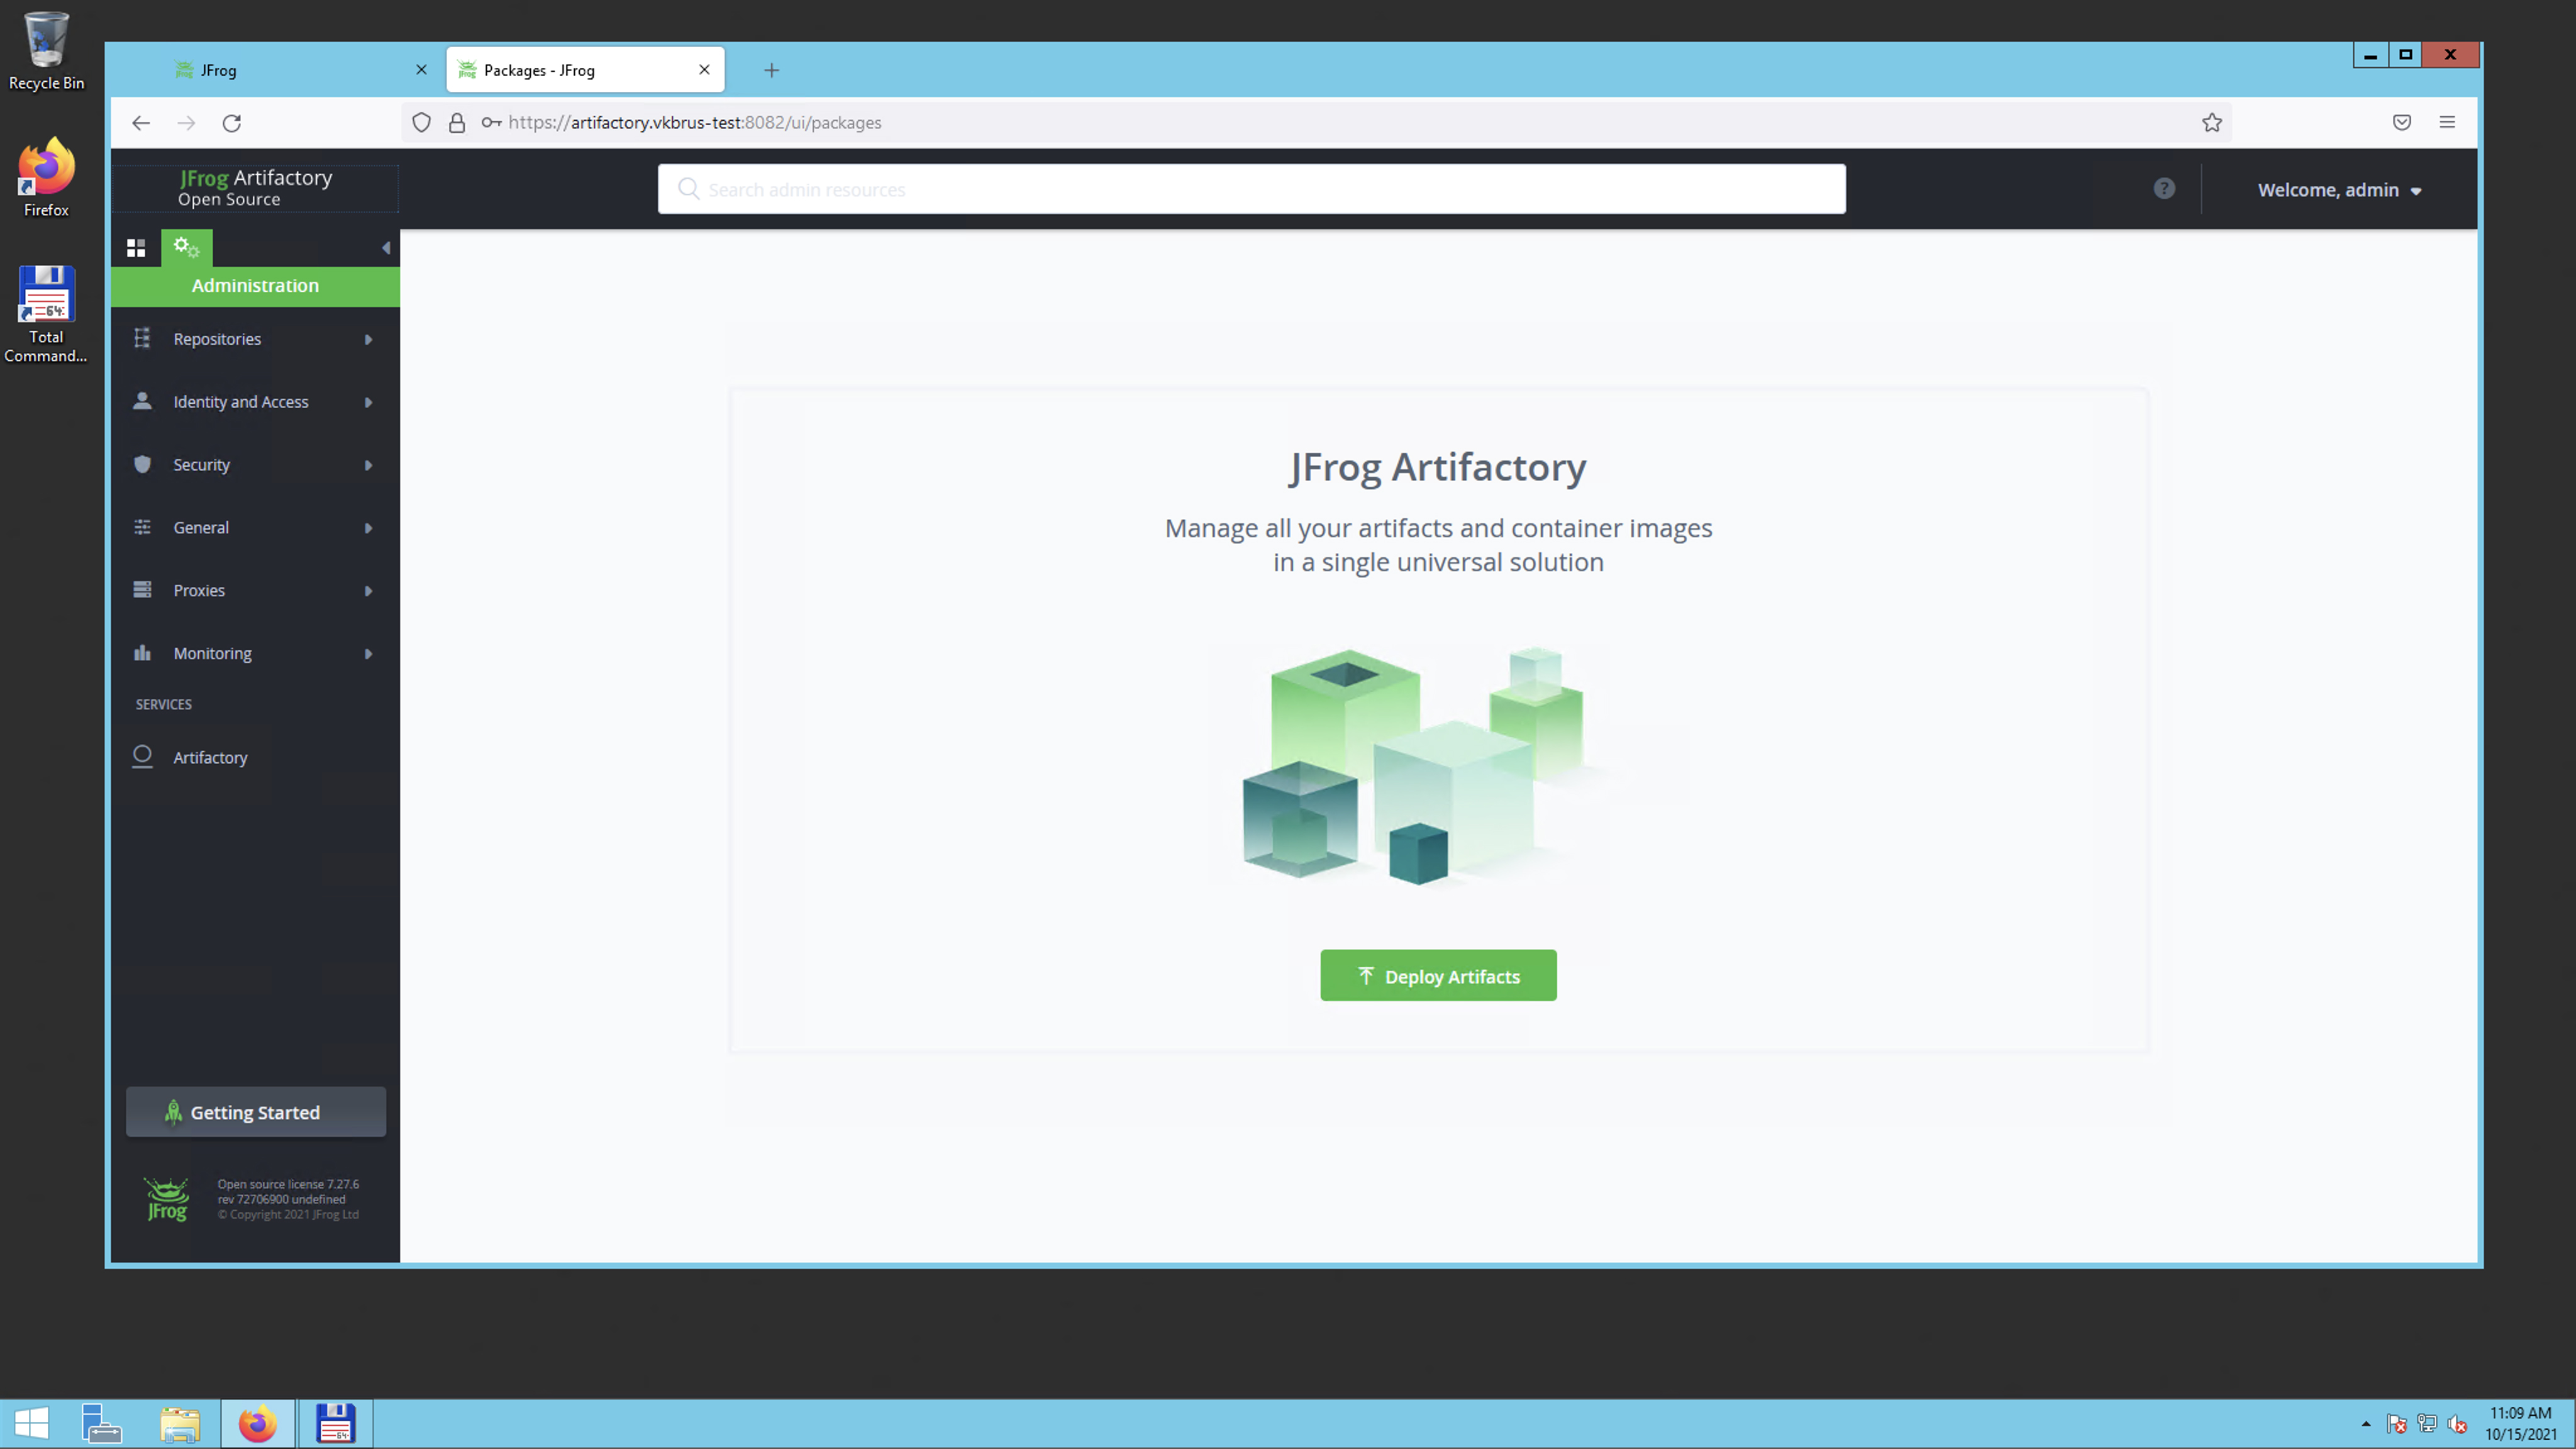 Recycle Bin
Firefox
Total
Command...
JFrog
Packages - JFrog
https://artifactory.vkbrus-test:8082/ui/packages
JFrog Artifactory
Open Source
Search admin resources
Welcome, admin
Administration
Repositories
Identity and Access
Security
General
Proxies
Monitoring
SERVICES
Artifactory
Getting Started
JFrog
Open source license 7.27.6
rev 72706900 undefined
© Copyright 2021 JFrog Ltd
JFrog Artifactory
Manage all your artifacts and container images
in a single universal solution
Deploy Artifacts
11:09 AM
10/15/2021